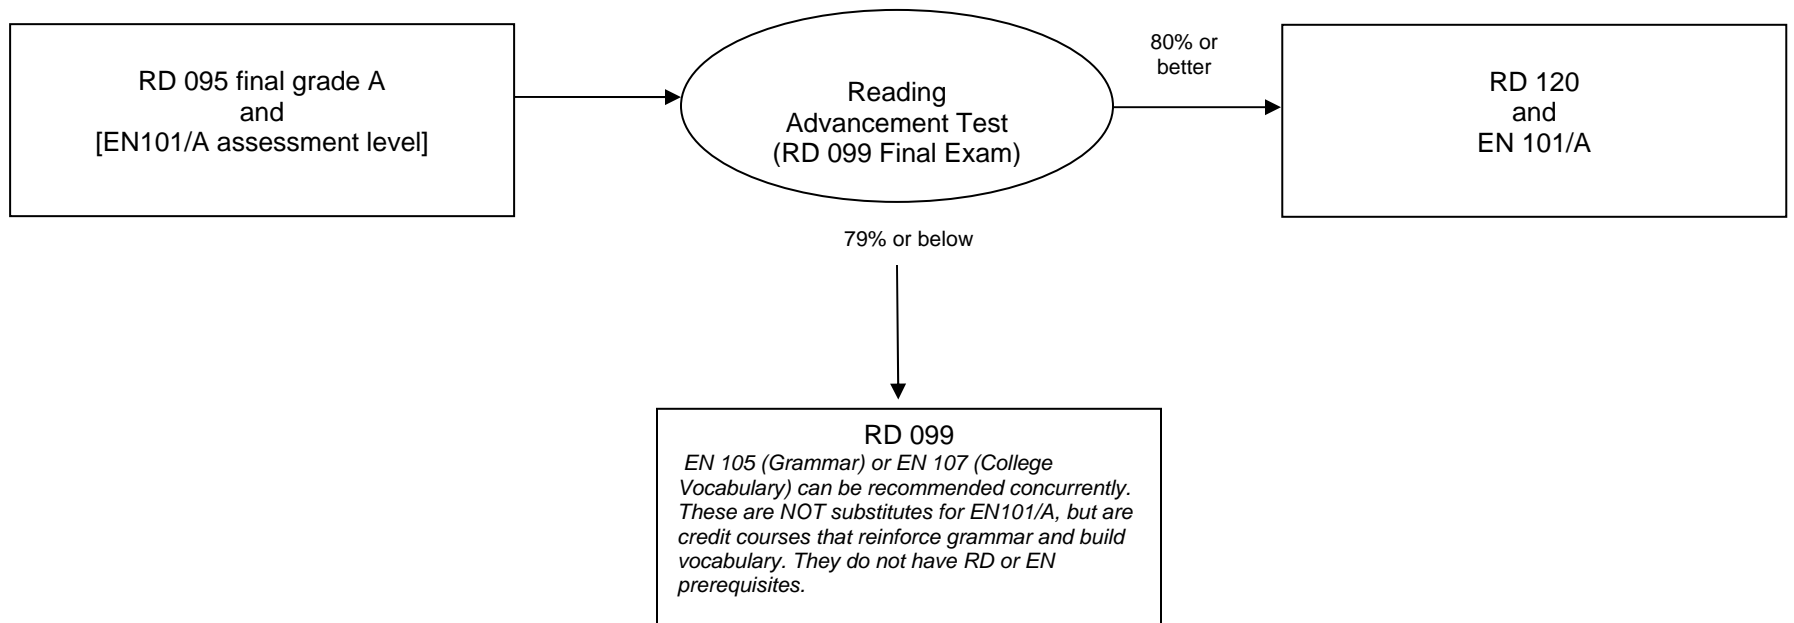 RD 095 final grade A
and
[EN101/A assessment level]
Reading
Advancement Test
(RD 099 Final Exam)
80% or
better
RD 120
and
EN 101/A
79% or below
RD 099
EN 105 (Grammar) or EN 107 (College
Vocabulary) can be recommended concurrently.
These are NOT substitutes for EN101/A, but are
credit courses that reinforce grammar and build
vocabulary. They do not have RD or EN
prerequisites.